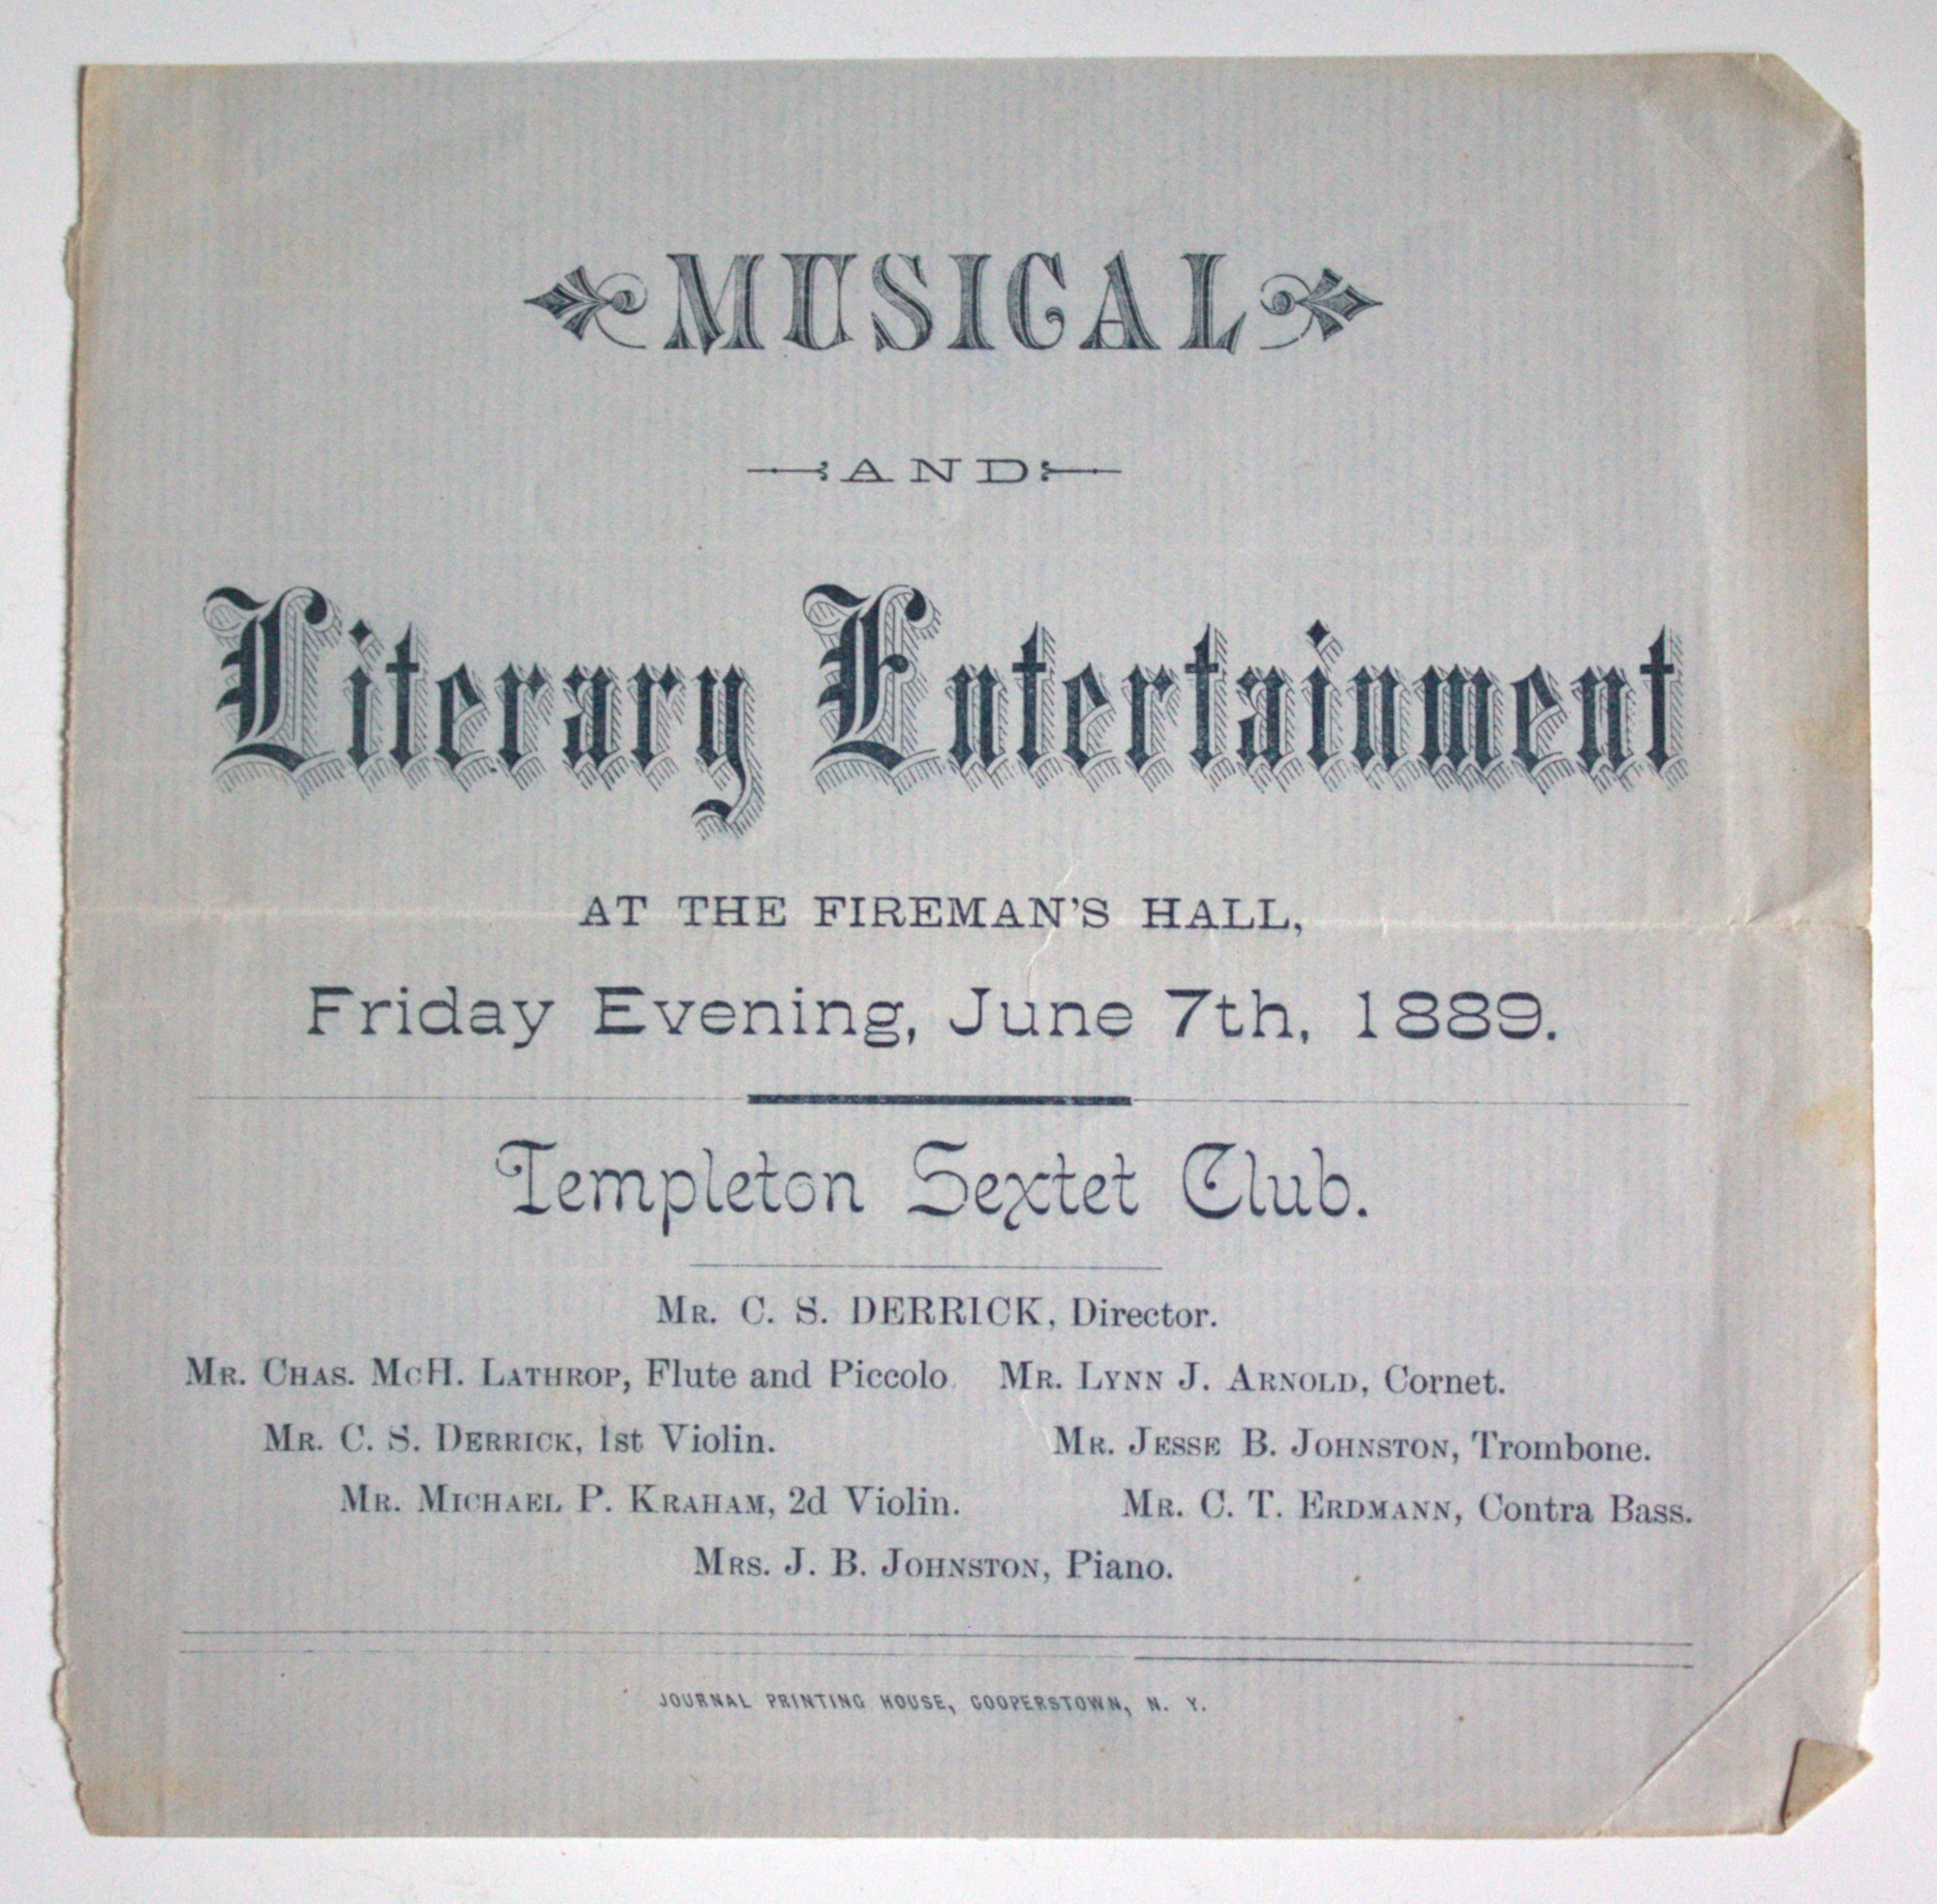 MUSICAL
AND
Literary Entertainment
AT THE FIREMAN'S HALL,
Friday Evening, June 7th, 1889.
Templeton Sextet Club.
MR. C. S. DERRICK, Director.
MR. CHAS. MCH. LATHROP, Flute and Piccolo. MR. LYNN J. ARNOLD, Cornet.
MR. C. S. DERRICK, 1st Violin. MR. JESSE B. JOHNSTON, Trombone.
MR. MICHAEL P. KRAHAM, 2d Violin. MR. C. T. ERDMANN, Contra Bass.
MRS. J. B. JOHNSTON, Piano.
JOURNAL PRINTING HOUSE, COOPERSTOWN, N. Y.